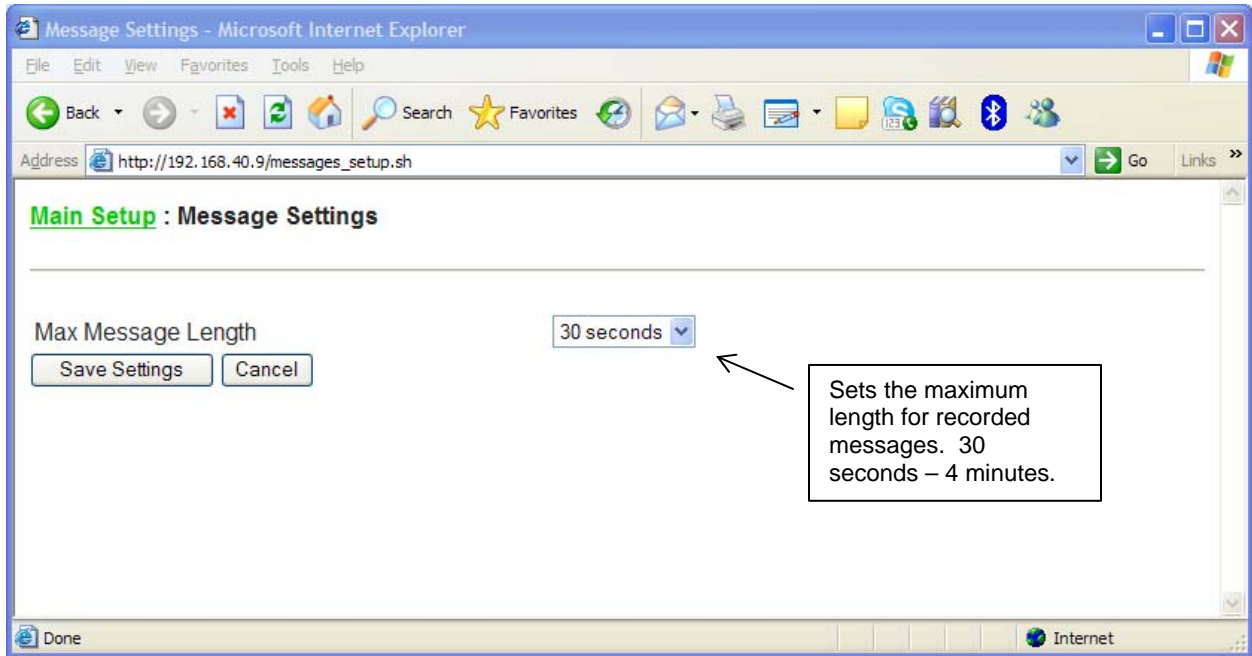 Message Settings - Microsoft Internet Explorer
File Edit View Favorites Tools Help
Back Search Favorites 123
Address http://192.168.40.9/messages_setup.sh Go Links »
Main Setup : Message Settings
Max Message Length 30 seconds
Save Settings Cancel
Sets the maximum
length for recorded
messages. 30
seconds – 4 minutes.
Done Internet